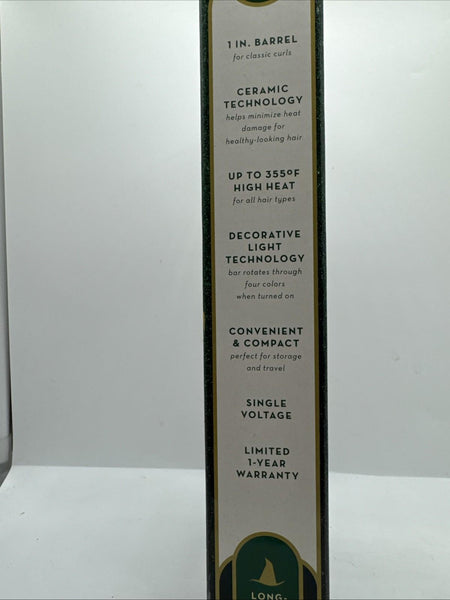 1 IN. BARREL
for classic curls
CERAMIC
TECHNOLOGY
helps minimize heat
damage for
healthy-looking hair
UP TO 355ºF
HIGH HEAT
for all hair types
DECORATIVE
LIGHT
TECHNOLOGY
bar rotates through
four colors
when turned on
CONVENIENT
& COMPACT
perfect for storage
and travel
SINGLE
VOLTAGE
LIMITED
1-YEAR
WARRANTY
LONG-